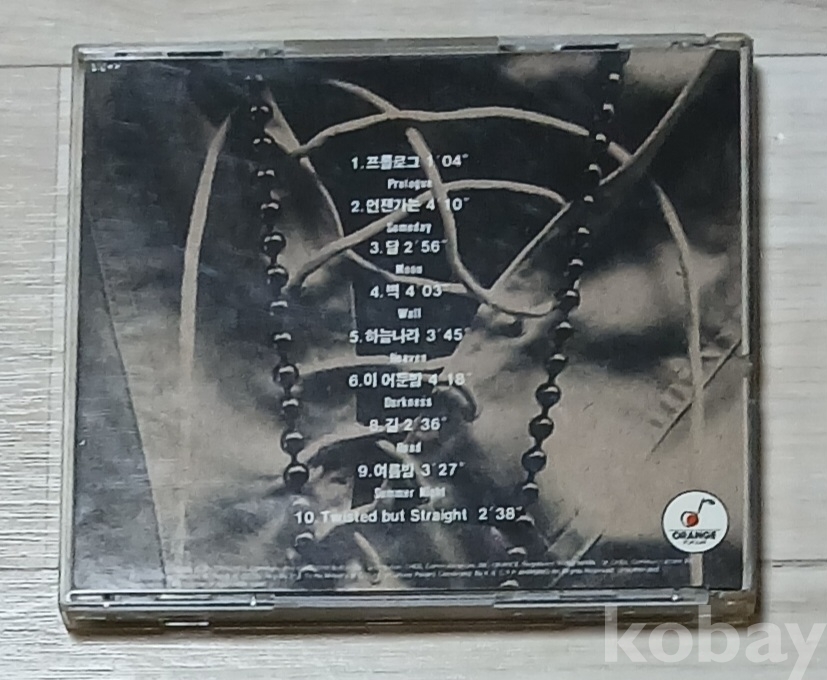 1.프롤로그 1´04˝
Prologue
2.언젠가는 4´10˝
Someday
3.달 2´56˝
Moon
4.벽 4´03˝
Wall
5.하늘나라 3´45˝
Heaven
6.이 어둔밤 4´18˝
Darkness
8.길 2´36˝
Road
9.여름밤 3´27˝
Summer Night
10.Twisted but Straight 2´38˝
ORANGE
kobay